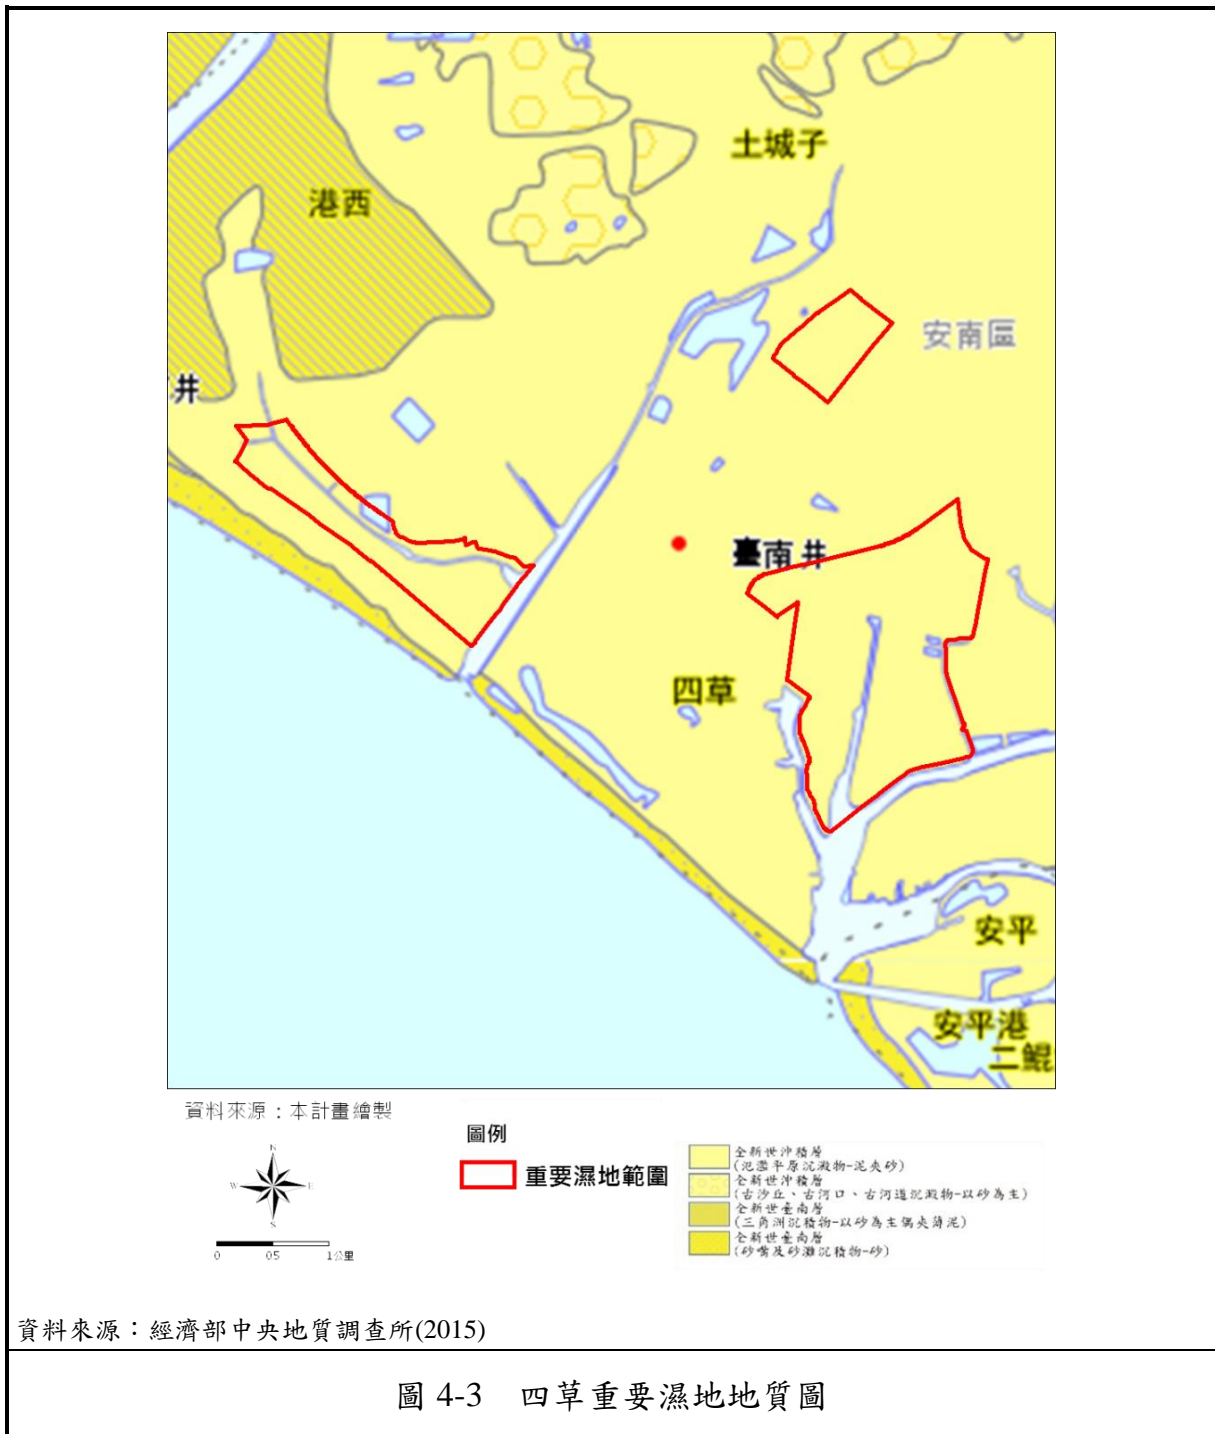 土城子
港西
安南區
井
臺南井
四草
安平
安平港
二鯤
資料來源：本計畫繪製
圖例
重要濕地範圍
N
W
E
S
0 05 1公里
全新世沖積層
(氾濫平原沉澱物-泥夾砂)
全新世沖積層
(古沙丘、古河口、古河道沉澱物-以砂為主)
全新世臺南層
(三角洲沉積物-以砂為主偶夾薄泥)
全新世臺南層
(砂嘴及砂灘沉積物-砂)
資料來源：經濟部中央地質調查所(2015)
圖 4-3 四草重要濕地地質圖